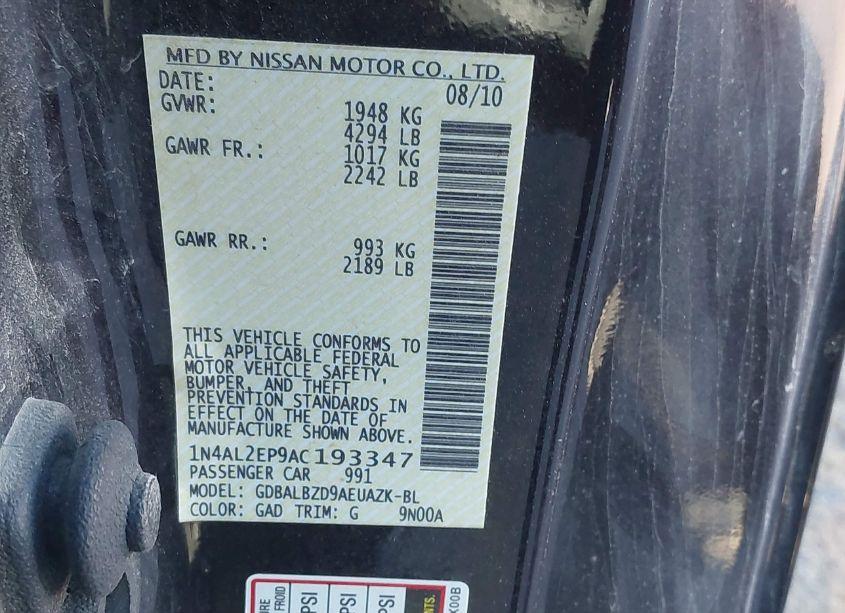 MFD BY NISSAN MOTOR CO., LTD.
DATE: 08/10
GVWR: 1948 KG
4294 LB
GAWR FR.: 1017 KG
2242 LB
GAWR RR.: 993 KG
2189 LB
THIS VEHICLE CONFORMS TO
ALL APPLICABLE FEDERAL
MOTOR VEHICLE SAFETY,
BUMPER, AND THEFT
PREVENTION STANDARDS IN
EFFECT ON THE DATE OF
MANUFACTURE SHOWN ABOVE.
1N4AL2EP9AC193347
PASSENGER CAR 991
MODEL: GDBALBZD9AEUAZK-BL
COLOR: GAD TRIM: G 9N00A
FROID
PSI
PSI
PSI